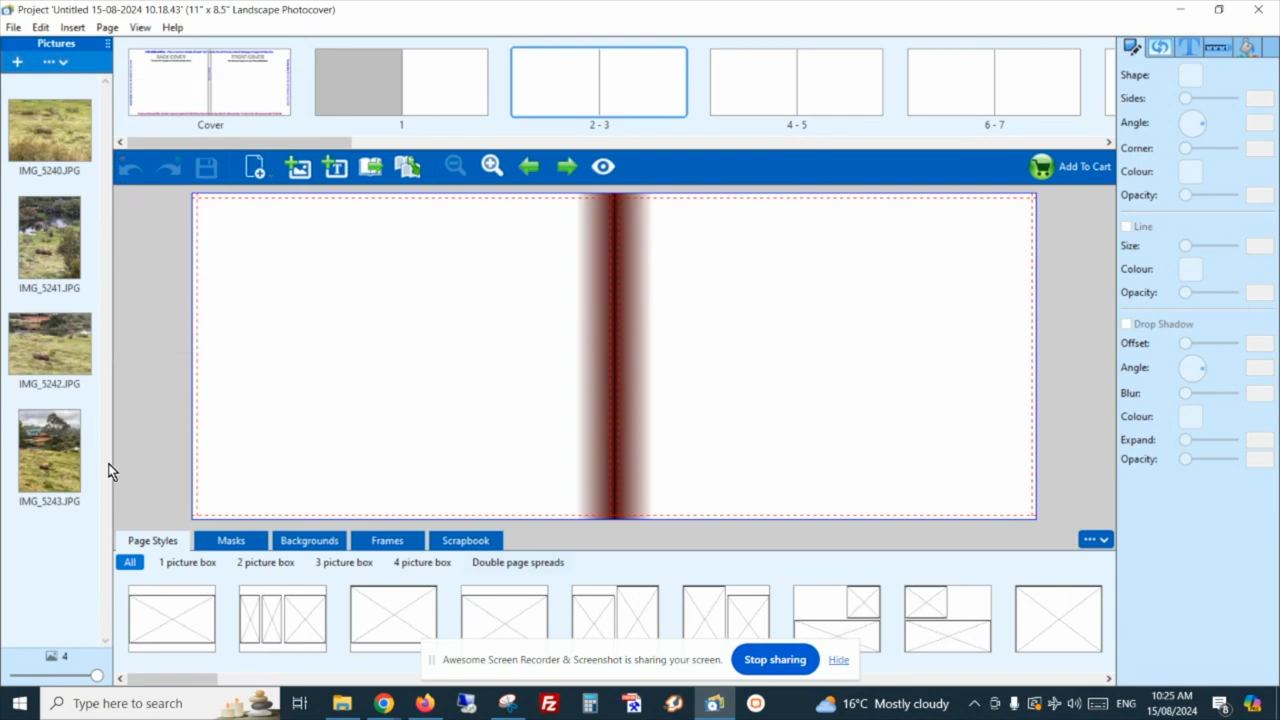 Project 'Untitled 15-08-2024 10.18.43' (11" x 8.5" Landscape Photocover)
File Edit Insert Page View Help
Pictures
IMG_5240.JPG
IMG_5241.JPG
IMG_5242.JPG
IMG_5243.JPG
4
BACK COVER
FRONT COVER
Cover
1
2 - 3
4 - 5
6 - 7
Add To Cart
Page Styles Masks Backgrounds Frames Scrapbook
All 1 picture box 2 picture box 3 picture box 4 picture box Double page spreads
Shape:
Sides:
Angle:
Corner:
Colour:
Opacity:
Line
Size:
Colour:
Opacity:
Drop Shadow
Offset:
Angle:
Blur:
Colour:
Expand:
Opacity:
Awesome Screen Recorder & Screenshot is sharing your screen. Stop sharing Hide
Type here to search
16°C Mostly cloudy
ENG
10:25 AM
15/08/2024
8